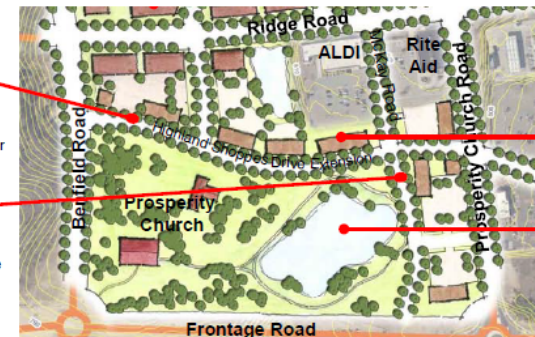 Ridge Road
ALDI
Rite
Aid
McKay Road
Prosperity Church Road
Benfield Road
Highland Shoppes Drive Extension
Prosperity
Church
Frontage Road